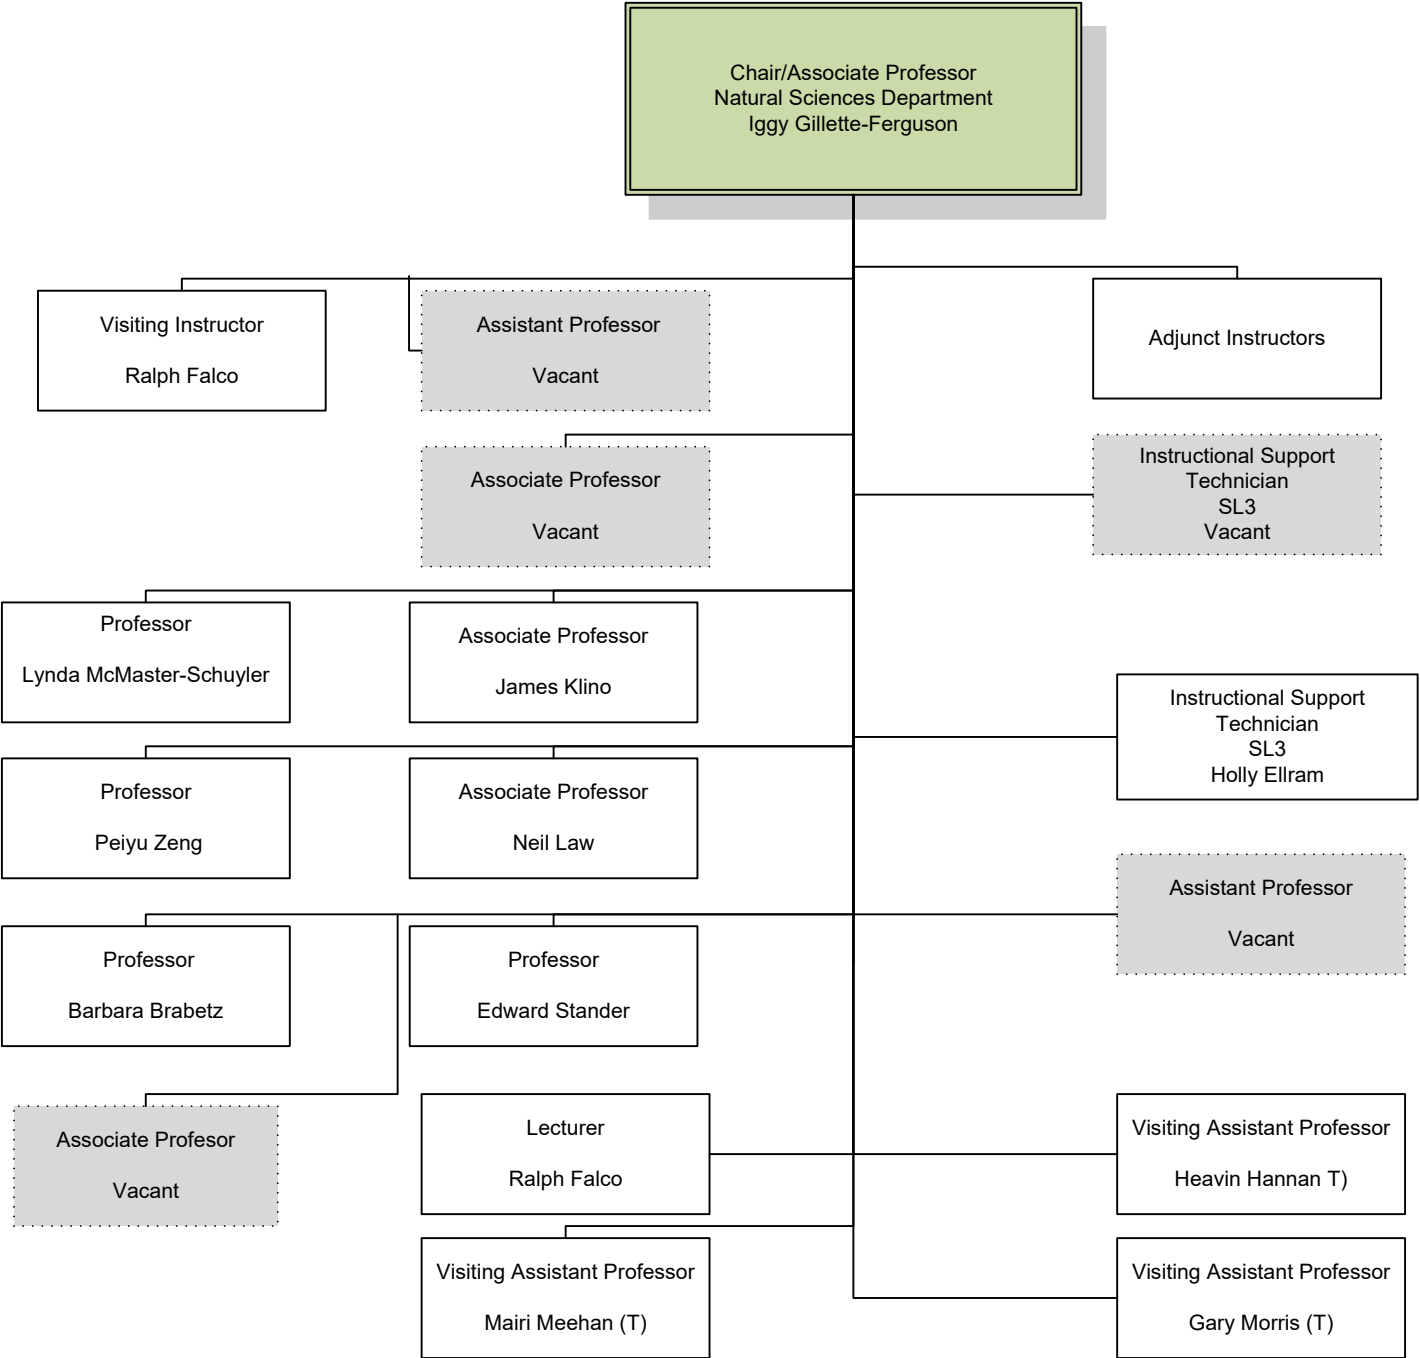 Chair/Associate Professor
Natural Sciences Department
Iggy Gillette-Ferguson
Visiting Instructor
Ralph Falco
Assistant Professor
Vacant
Adjunct Instructors
Associate Professor
Vacant
Instructional Support
Technician
SL3
Vacant
Professor
Lynda McMaster-Schuyler
Associate Professor
James Klino
Instructional Support
Technician
SL3
Holly Ellram
Professor
Peiyu Zeng
Associate Professor
Neil Law
Assistant Professor
Vacant
Professor
Barbara Brabetz
Professor
Edward Stander
Associate Profesor
Vacant
Lecturer
Ralph Falco
Visiting Assistant Professor
Heavin Hannan T)
Visiting Assistant Professor
Mairi Meehan (T)
Visiting Assistant Professor
Gary Morris (T)